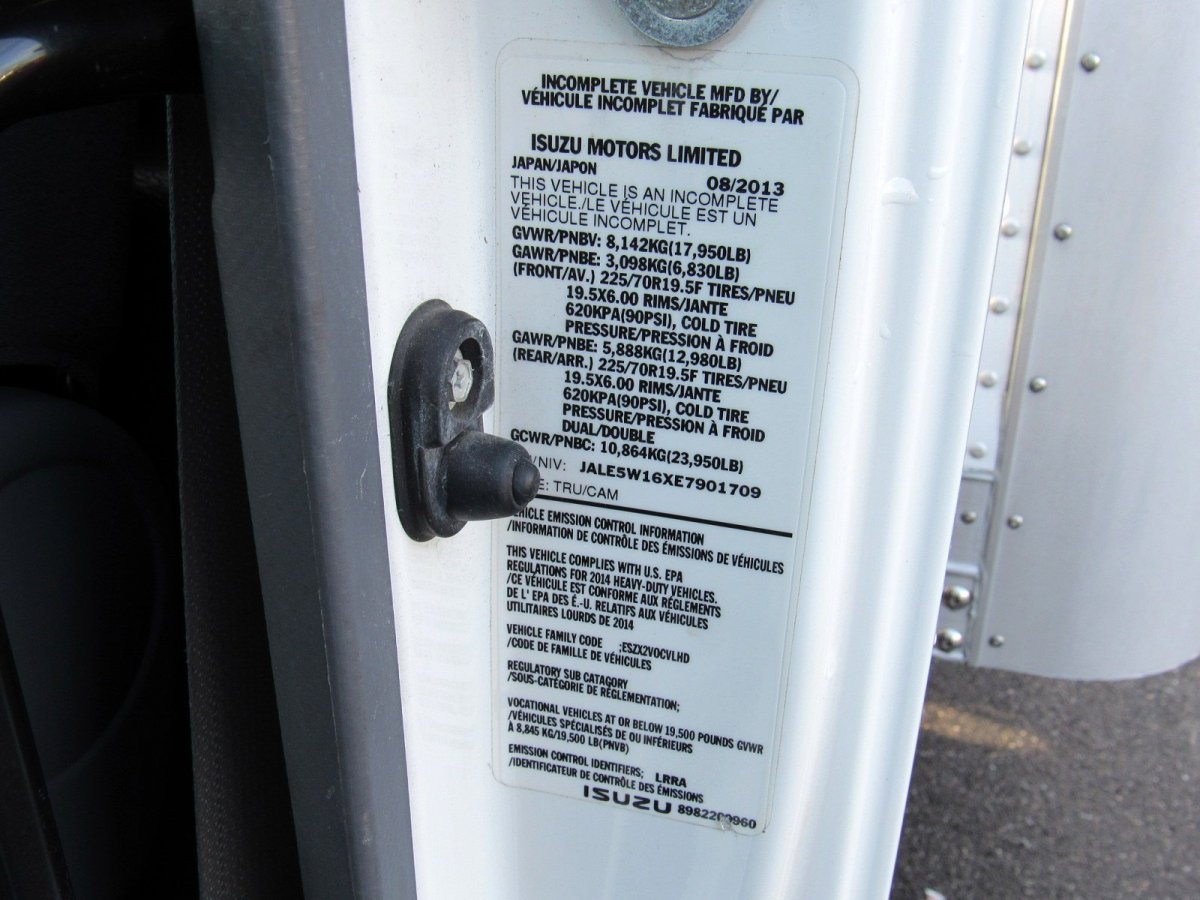 INCOMPLETE VEHICLE MFD BY/
VÉHICULE INCOMPLET FABRIQUÉ PAR
ISUZU MOTORS LIMITED
JAPAN/JAPON 08/2013
THIS VEHICLE IS AN INCOMPLETE
VEHICLE./LE VÉHICULE EST UN
VÉHICULE INCOMPLET.
GVWR/PNBV: 8,142KG(17,950LB)
GAWR/PNBE: 3,098KG(6,830LB)
(FRONT/AV.) 225/70R19.5F TIRES/PNEU
19.5X6.00 RIMS/JANTE
620KPA(90PSI), COLD TIRE
PRESSURE/PRESSION À FROID
GAWR/PNBE: 5,888KG(12,980LB)
(REAR/ARR.) 225/70R19.5F TIRES/PNEU
19.5X6.00 RIMS/JANTE
620KPA(90PSI), COLD TIRE
PRESSURE/PRESSION À FROID
DUAL/DOUBLE
GCWR/PNBC: 10,864KG(23,950LB)
/NIV: JALE5W16XE7901709
E: TRU/CAM
VEHICLE EMISSION CONTROL INFORMATION
/INFORMATION DE CONTRÔLE DES ÉMISSIONS DE VÉHICULES
THIS VEHICLE COMPLIES WITH U.S. EPA
REGULATIONS FOR 2014 HEAVY-DUTY VEHICLES.
/CE VÉHICULE EST CONFORME AUX RÉGLEMENTS
DE L' EPA DES É.-U. RELATIFS AUX VÉHICULES
UTILITAIRES LOURDS DE 2014
VEHICLE FAMILY CODE ;ESZX2VOCVLHD
/CODE DE FAMILLE DE VÉHICULES
REGULATORY SUB CATAGORY
/SOUS-CATÉGORIE DE RÉGLEMENTATION;
VOCATIONAL VEHICLES AT OR BELOW 19,500 POUNDS GVWR
/VÉHICULES SPÉCIALISÉS DE OU INFÉRIEURS
À 8,845 KG/19,500 LB(PNVB)
EMISSION CONTROL IDENTIFIERS; LRRA
/IDENTIFICATEUR DE CONTRÔLE DES ÉMISSIONS
ISUZU 8982200960